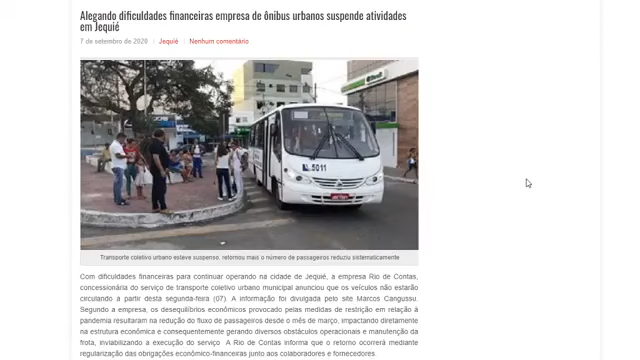 Alegando dificuldades financeiras empresa de ônibus urbanos suspende atividades
em Jequié
7 de setembro de 2020 | Jequié | Nenhum comentário
5011
Transporte coletivo urbano esteve suspenso, retornou mais o número de passageiros reduziu sistematicamente
Com dificuldades financeiras para continuar operando na cidade de Jequié, a empresa Rio de Contas,
concessionária do serviço de transporte coletivo urbano municipal anunciou que os veículos não estarão
circulando a partir desta segunda-feira (07). A informação foi divulgada pelo site Marcos Cangussu.
Segundo a empresa, os desequilíbrios econômico provocado pelas medidas de restrição em relação à
pandemia resultaram na redução do fluxo de passageiros desde o mês de março, impactando diretamente
na estrutura econômica e consequentemente gerando diversos obstáculos operacionais e manutenção da
frota, inviabilizando a execução do serviço A Rio de Contas informa que o retorno ocorrerá mediante
regularização das obrigações econômico-financeiras junto aos colaboradores e fornecedores